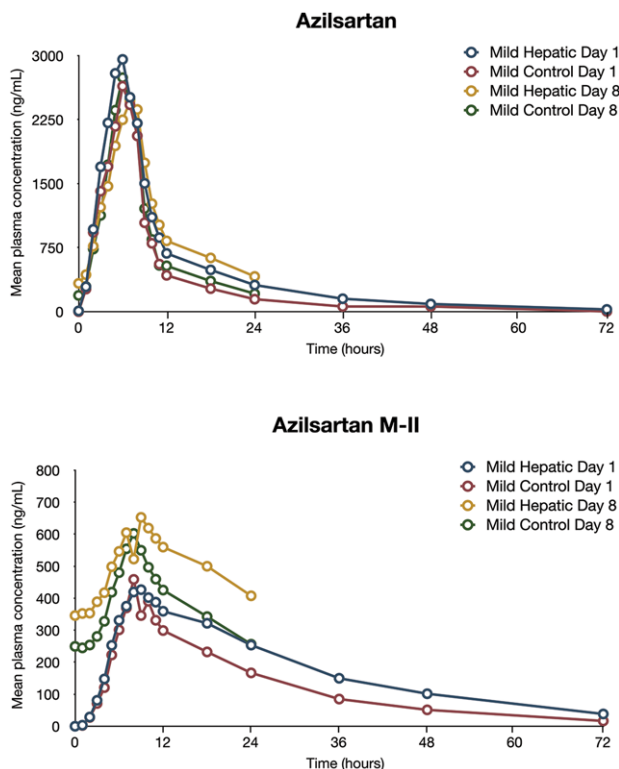 Azilsartan
Mean plasma concentration (ng/mL)
3000
2250
1500
750
0
0 12 24 36 48 60 72
Time (hours)
Mild Hepatic Day 1
Mild Control Day 1
Mild Hepatic Day 8
Mild Control Day 8
Azilsartan M-II
Mean plasma concentration (ng/mL)
800
700
600
500
400
300
200
100
0
0 12 24 36 48 60 72
Time (hours)
Mild Hepatic Day 1
Mild Control Day 1
Mild Hepatic Day 8
Mild Control Day 8